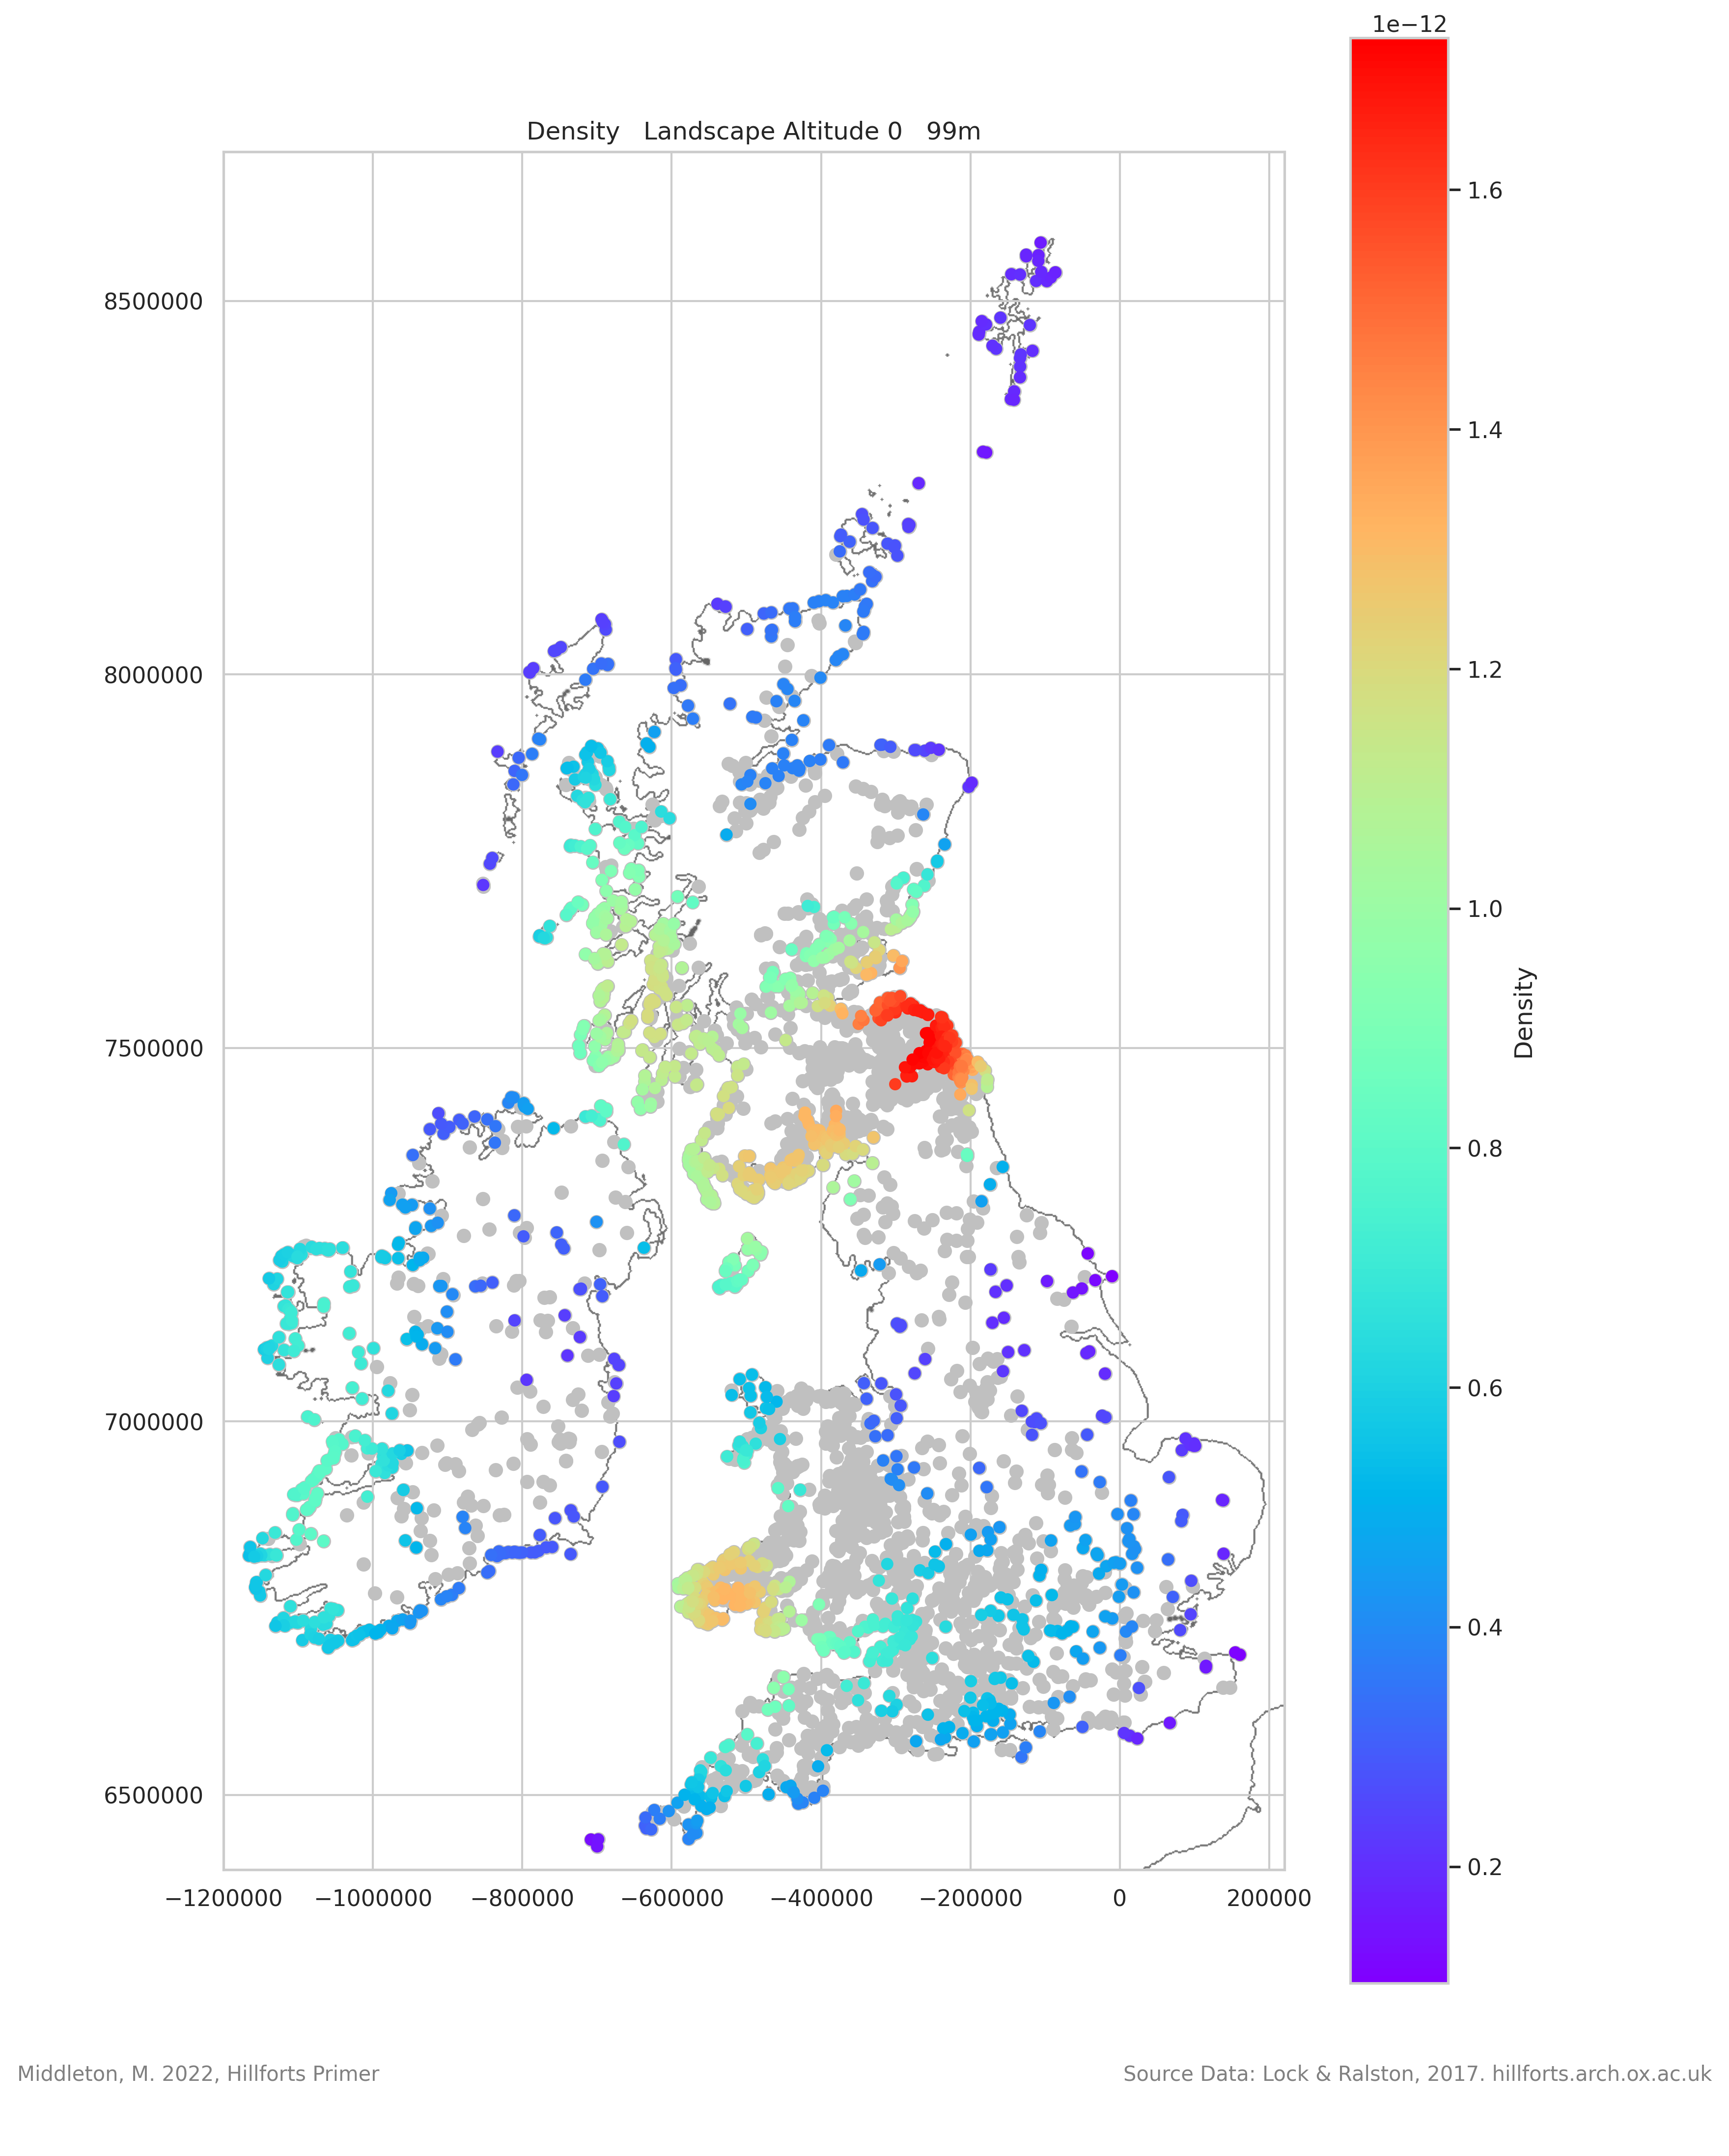 1e−12
Density Landscape Altitude 0 99m
1.6
1.4
1.2
1.0
0.8
0.6
0.4
0.2
Density
8500000
8000000
7500000
7000000
6500000
−1200000 −1000000 −800000 −600000 −400000 −200000 0 200000
Middleton, M. 2022, Hillforts Primer
Source Data: Lock & Ralston, 2017. hillforts.arch.ox.ac.uk